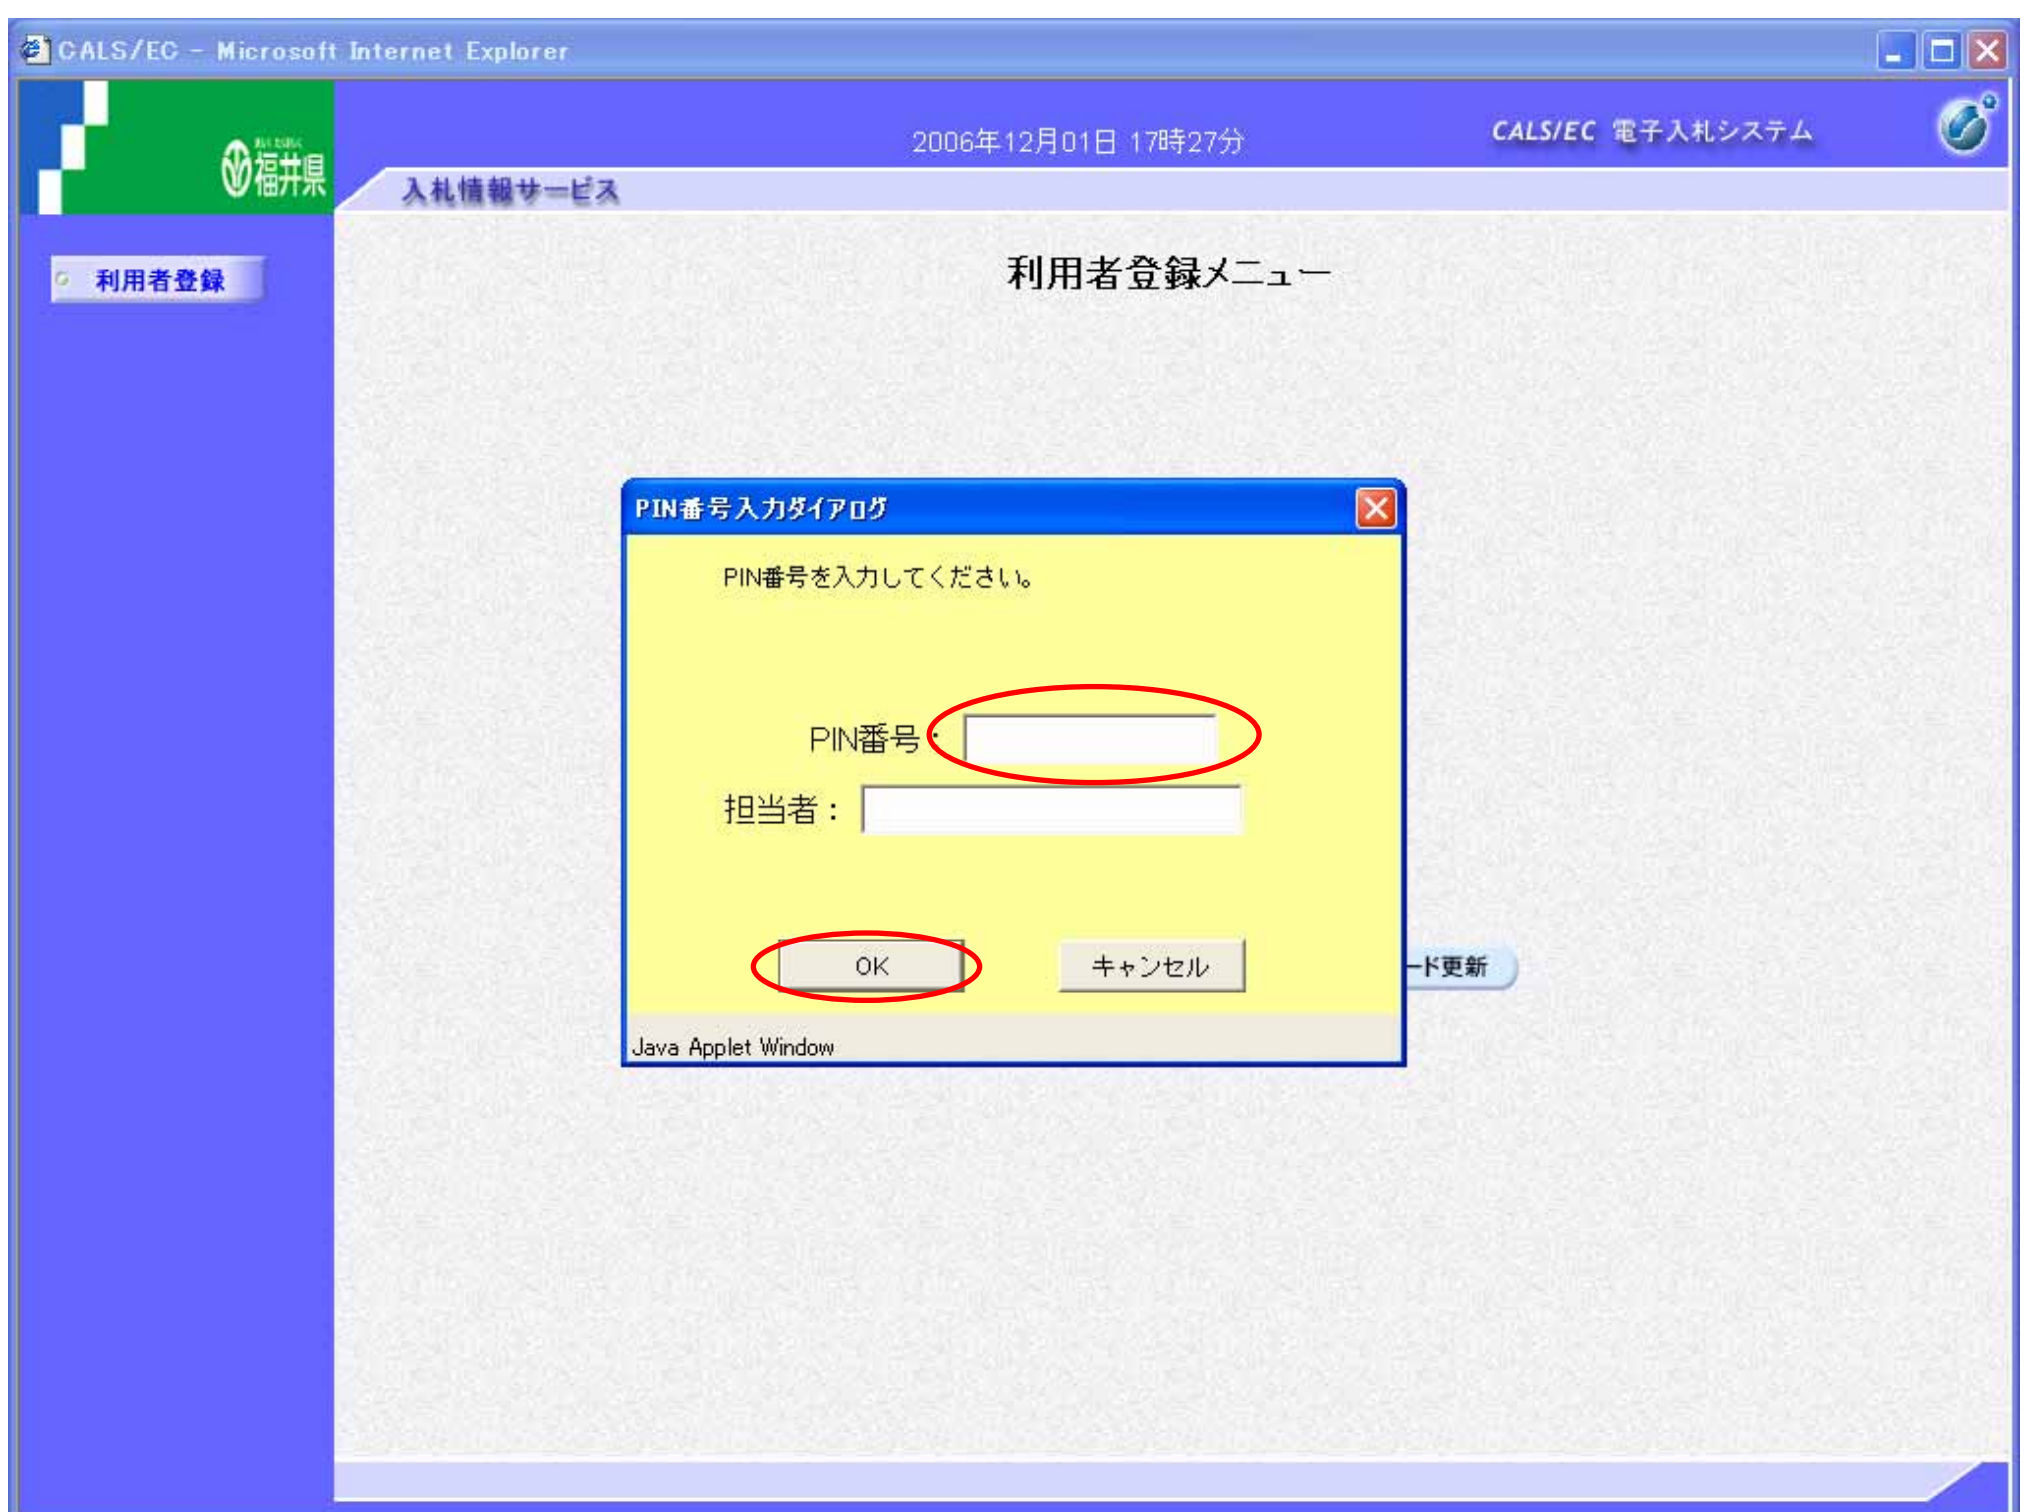 CALS/EC - Microsoft Internet Explorer
福井県
2006年12月01日 17時27分
CALS/EC 電子入札システム
入札情報サービス
利用者登録
利用者登録メニュー
PIN番号入力ダイアログ
PIN番号を入力してください。
PIN番号：
担当者：
OK
キャンセル
ード更新
Java Applet Window